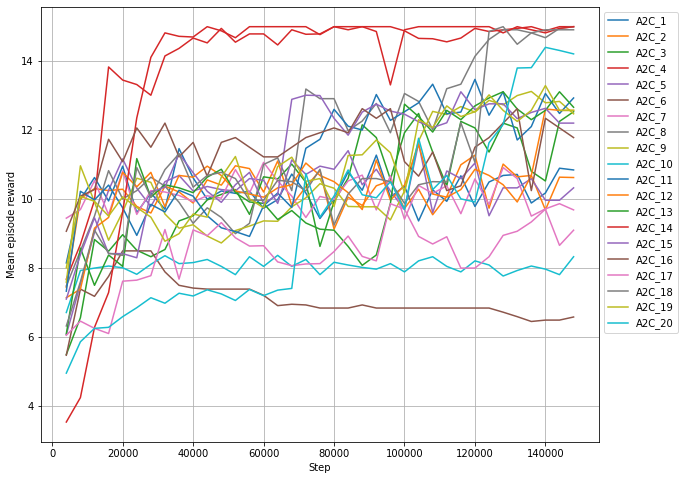 Mean episode reward
14
12
10
8
6
4
0
20000
40000
60000
80000
100000
120000
140000
Step
A2C_1
A2C_2
A2C_3
A2C_4
A2C_5
A2C_6
A2C_7
A2C_8
A2C_9
A2C_10
A2C_11
A2C_12
A2C_13
A2C_14
A2C_15
A2C_16
A2C_17
A2C_18
A2C_19
A2C_20